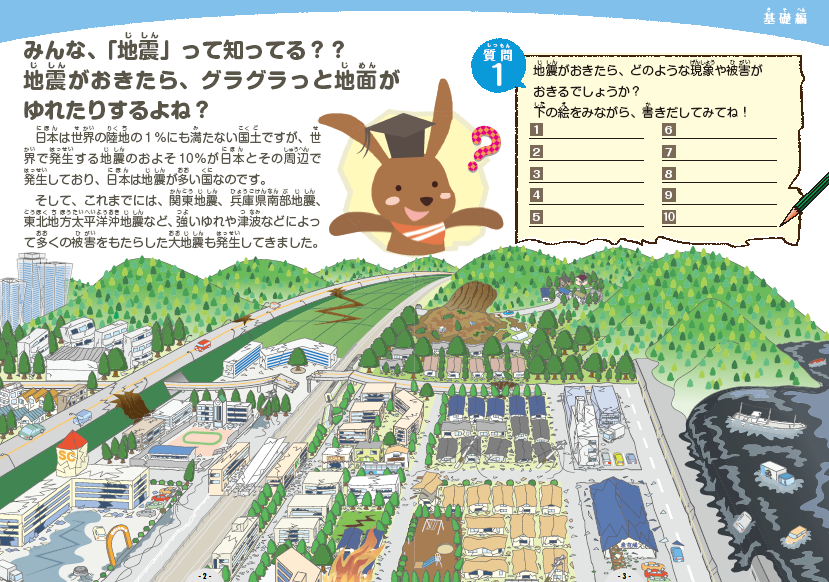 基礎編
みんな、「地震」って知ってる？？
地震がおきたら、グラグラっと地面が
ゆれたりするよね？
日本は世界の陸地の1％にも満たない国土ですが、世
界で発生する地震のおよそ10％が日本とその周辺で
発生しており、日本は地震が多い国なのです。
そして、これまでには、関東地震、兵庫県南部地震、
東北地方太平洋沖地震など、強いゆれや津波などによっ
て多くの被害をもたらした大地震も発生してきました。
質問
1
地震がおきたら、どのような現象や被害が
おきるでしょうか？
下の絵をみながら、書きだしてみてね！
1
2
3
4
5
6
7
8
9
10
?
SC
-2-
-3-